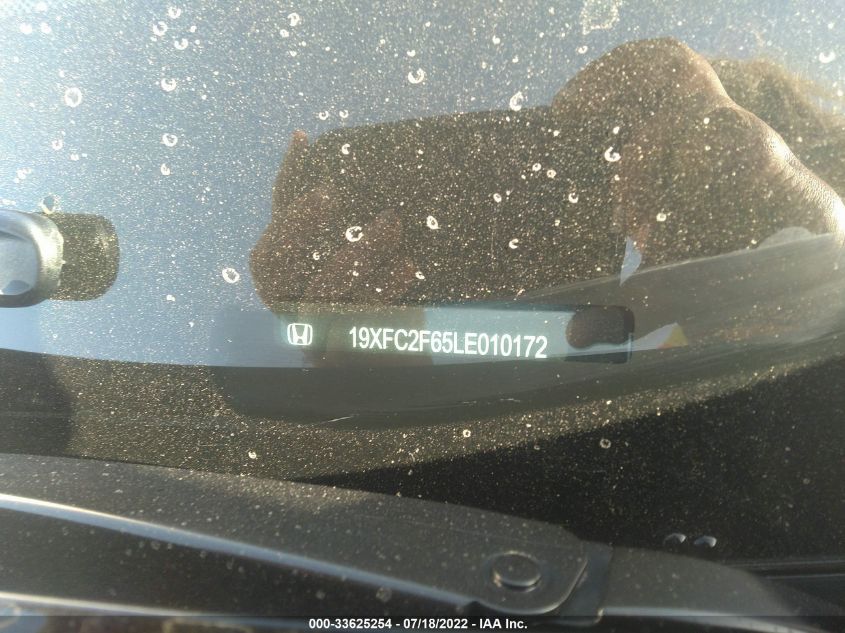 19XFC2F65LE010172
000-33625254 / 07/18/2022 - IAA Inc.